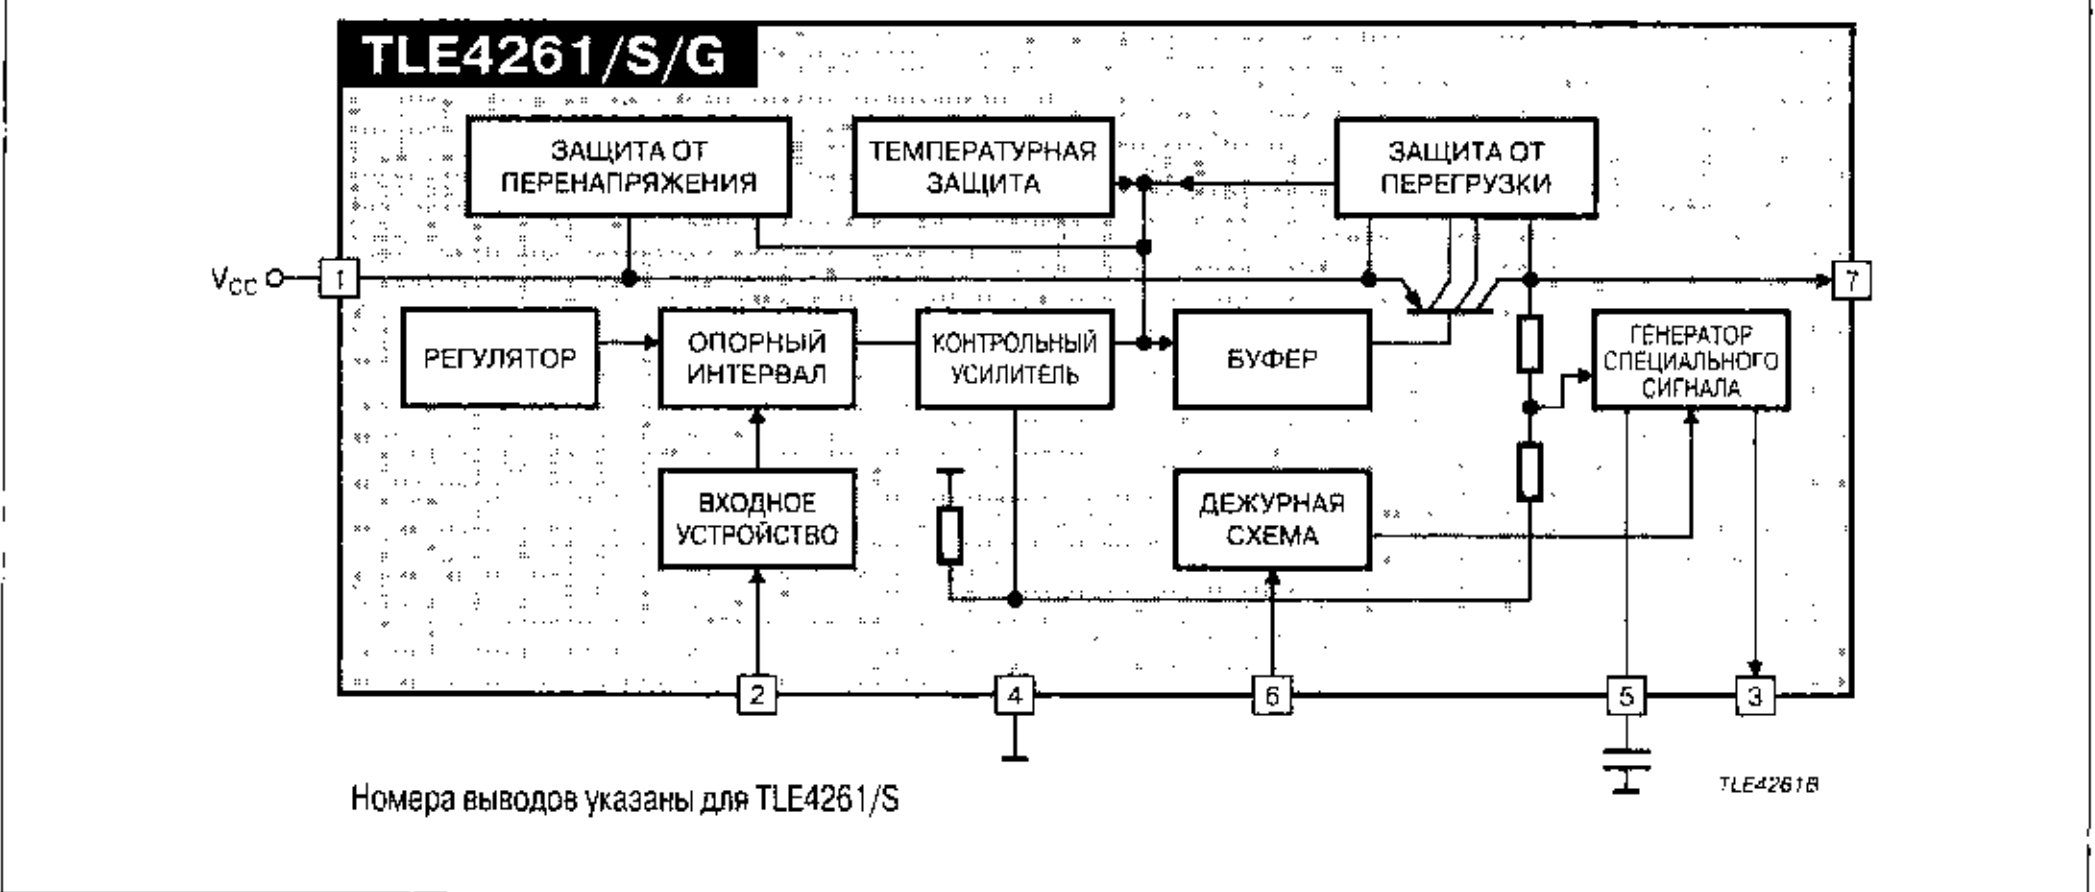 TLE4261/S/G
ЗАЩИТА ОТ
ПЕРЕНАПРЯЖЕНИЯ
ТЕМПЕРАТУРНАЯ
ЗАЩИТА
ЗАЩИТА ОТ
ПЕРЕГРУЗКИ
VCC
1
7
РЕГУЛЯТОР
ОПОРНЫЙ
ИНТЕРВАЛ
КОНТРОЛЬНЫЙ
УСИЛИТЕЛЬ
БУФЕР
ГЕНЕРАТОР
СПЕЦИАЛЬНОГО
СИГНАЛА
ВХОДНОЕ
УСТРОЙСТВО
ДЕЖУРНАЯ
СХЕМА
2
4
6
5
3
TLE4261B
Номера выводов указаны для TLE4261/S